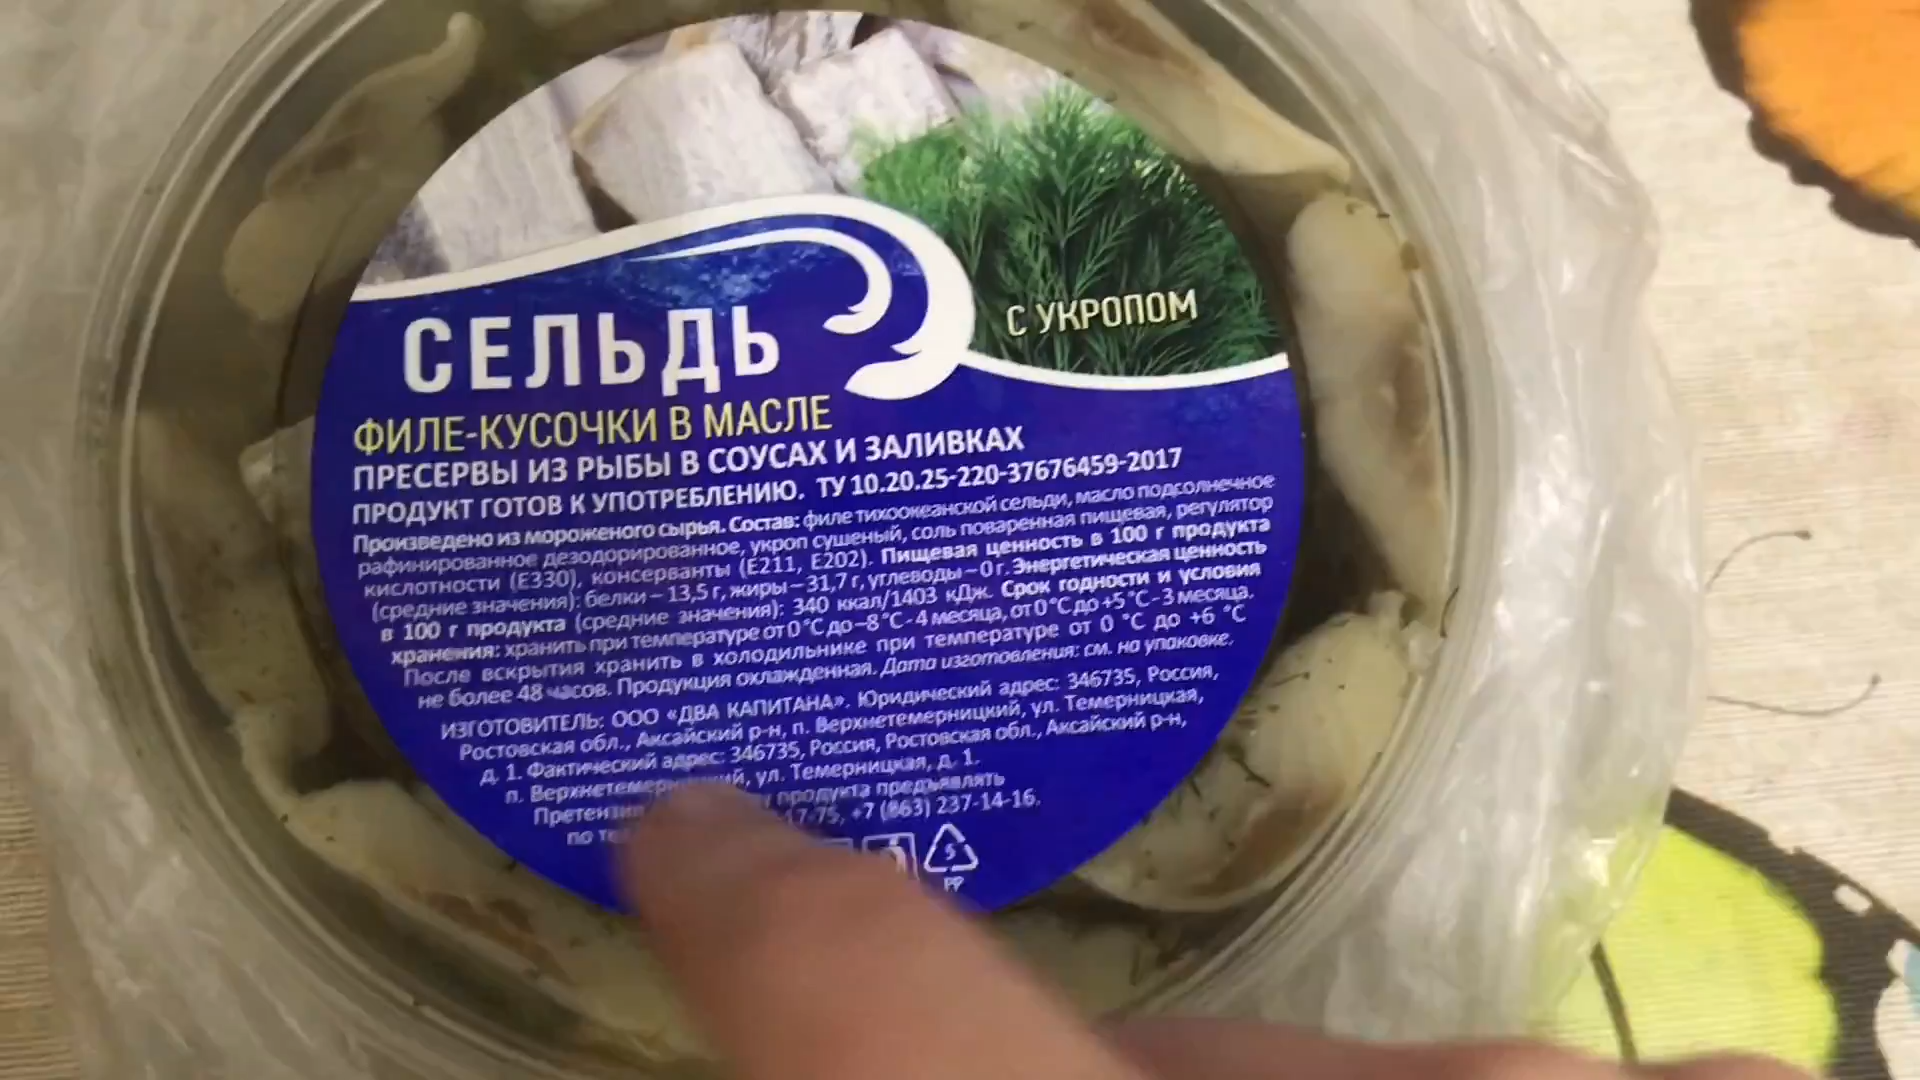 С УКРОПОМ
СЕЛЬДЬ
ФИЛЕ-КУСОЧКИ В МАСЛЕ
ПРЕСЕРВЫ ИЗ РЫБЫ В СОУСАХ И ЗАЛИВКАХ
ПРОДУКТ ГОТОВ К УПОТРЕБЛЕНИЮ. ТУ 10.20.25-220-37676459-2017
Произведено из мороженого сырья. Состав: филе тихоокеанской сельди, масло подсолнечное
рафинированное дезодорированное, укроп сушеный, соль поваренная пищевая, регулятор
кислотности (Е330), консерванты (Е211, Е202). Пищевая ценность в 100 г продукта
(средние значения): белки – 13,5 г, жиры – 31,7 г, углеводы – 0 г. Энергетическая ценность
в 100 г продукта (средние значения): 340 ккал/1403 кДж. Срок годности и условия
хранения: хранить при температуре от 0 °С до –8 °С - 4 месяца, от 0 °С до +5 °С - 3 месяца.
После вскрытия хранить в холодильнике при температуре от 0 °С до +6 °С
не более 48 часов. Продукция охлажденная. Дата изготовления: см. на упаковке.
ИЗГОТОВИТЕЛЬ: ООО «ДВА КАПИТАНА». Юридический адрес: 346735, Россия,
Ростовская обл., Аксайский р-н, п. Верхнетемерницкий, ул. Темерницкая,
д. 1. Фактический адрес: 346735, Россия, Ростовская обл., Аксайский р-н,
п. ул. Темерницкая, д. 1.
продукта предъявлять
по 17-75, +7 (863) 237-14-16.
5
PP